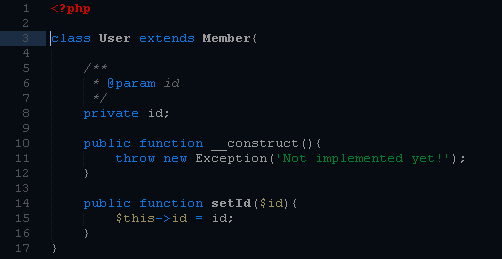 1 <?php
2
3 class User extends Member{
4
5     /**
6      * @param id
7      */
8     private id;
9
10     public function __construct(){
11         throw new Exception('Not implemented yet!');
12     }
13
14     public function setId($id){
15         $this->id = id;
16     }
17 }